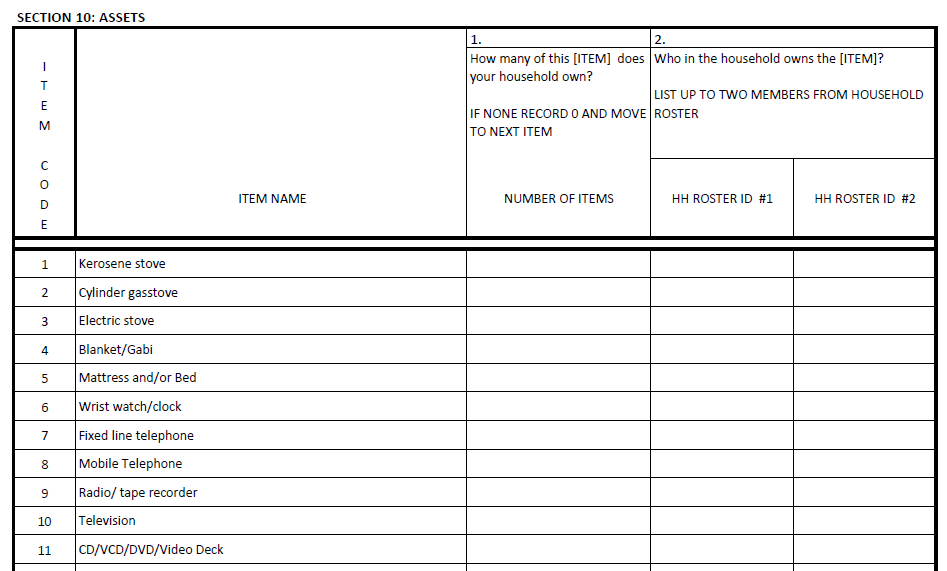 SECTION 10: ASSETS
I
T
E
M
C
O
D
E
ITEM NAME
1.
How many of this [ITEM] does
your household own?
IF NONE RECORD 0 AND MOVE
TO NEXT ITEM
NUMBER OF ITEMS
2.
Who in the household owns the [ITEM]?
LIST UP TO TWO MEMBERS FROM HOUSEHOLD
ROSTER
HH ROSTER ID #1
HH ROSTER ID #2
1 Kerosene stove
2 Cylinder gasstove
3 Electric stove
4 Blanket/Gabi
5 Mattress and/or Bed
6 Wrist watch/clock
7 Fixed line telephone
8 Mobile Telephone
9 Radio/ tape recorder
10 Television
11 CD/VCD/DVD/Video Deck